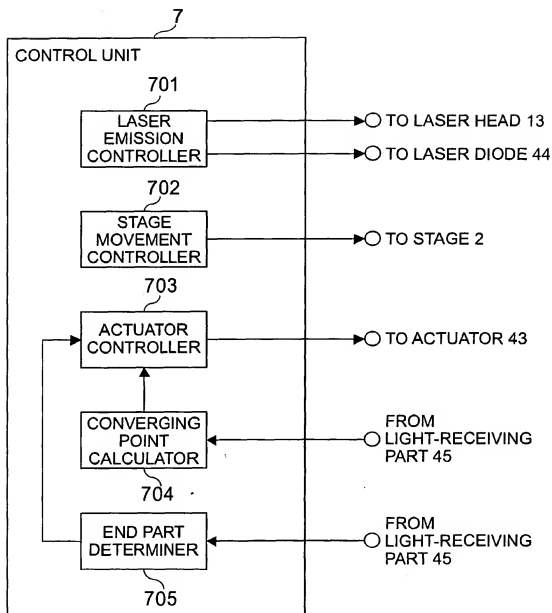 7
CONTROL UNIT
701
LASER
EMISSION
CONTROLLER
TO LASER HEAD 13
TO LASER DIODE 44
702
STAGE
MOVEMENT
CONTROLLER
TO STAGE 2
703
ACTUATOR
CONTROLLER
TO ACTUATOR 43
CONVERGING
POINT
CALCULATOR
704
FROM
LIGHT-RECEIVING
PART 45
END PART
DETERMINER
705
FROM
LIGHT-RECEIVING
PART 45